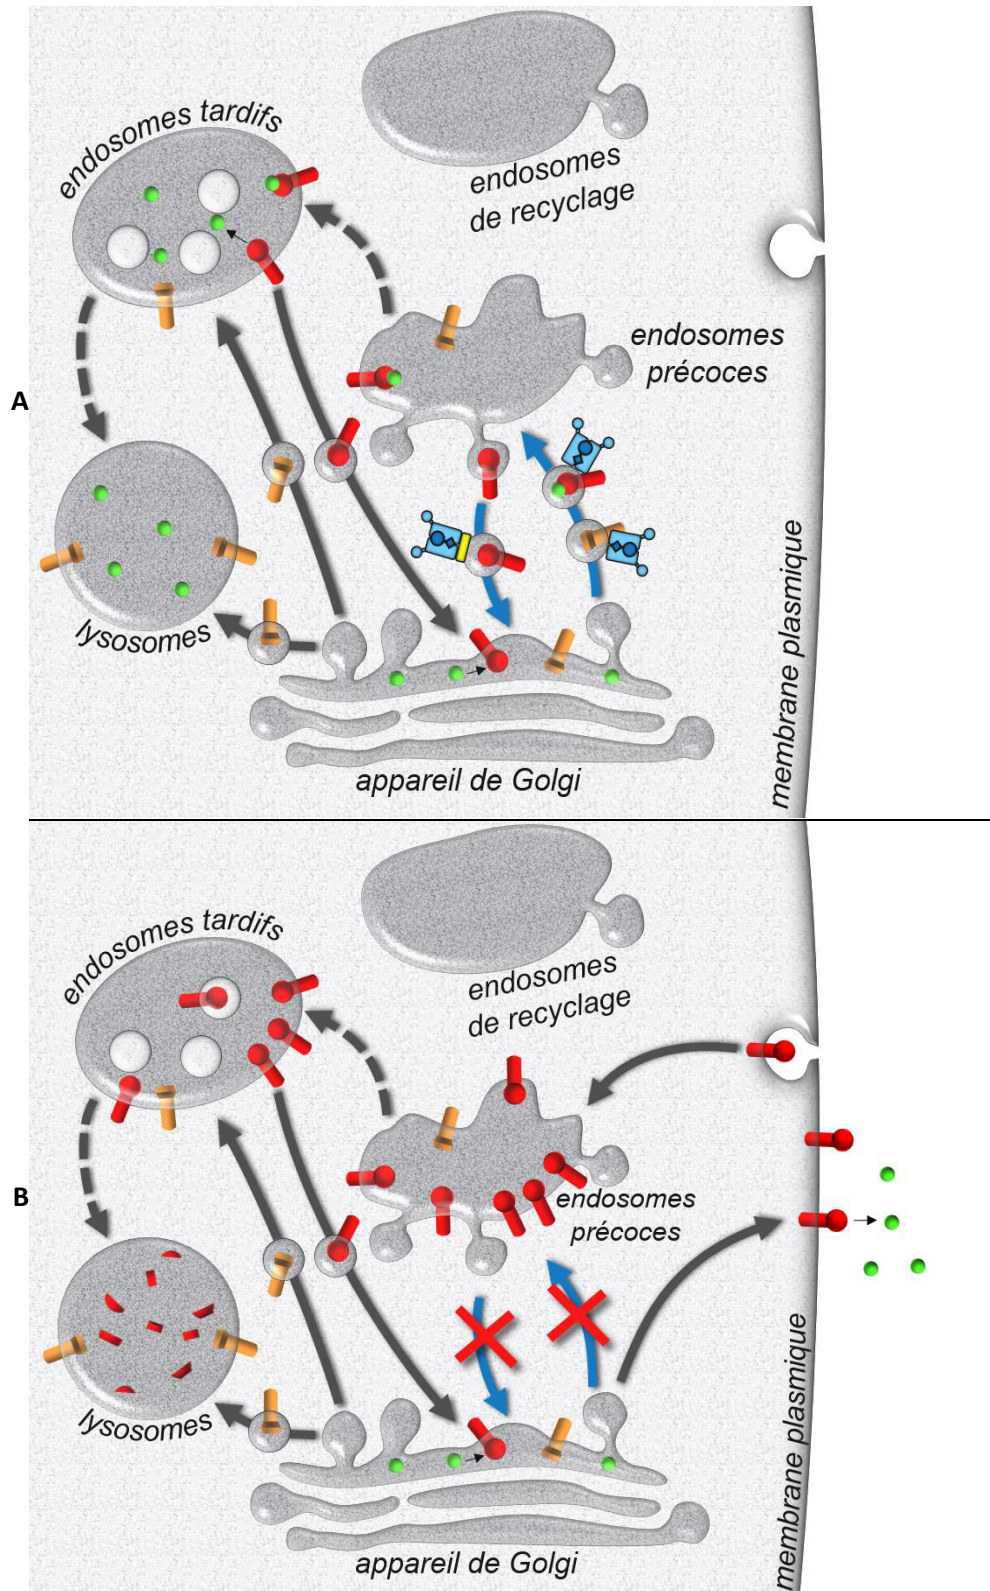 A
endosomes tardifs
endosomes
de recyclage
endosomes
précoces
lysosomes
appareil de Golgi
membrane plasmique
B
endosomes tardifs
endosomes
de recyclage
endosomes
précoces
lysosomes
appareil de Golgi
membrane plasmique